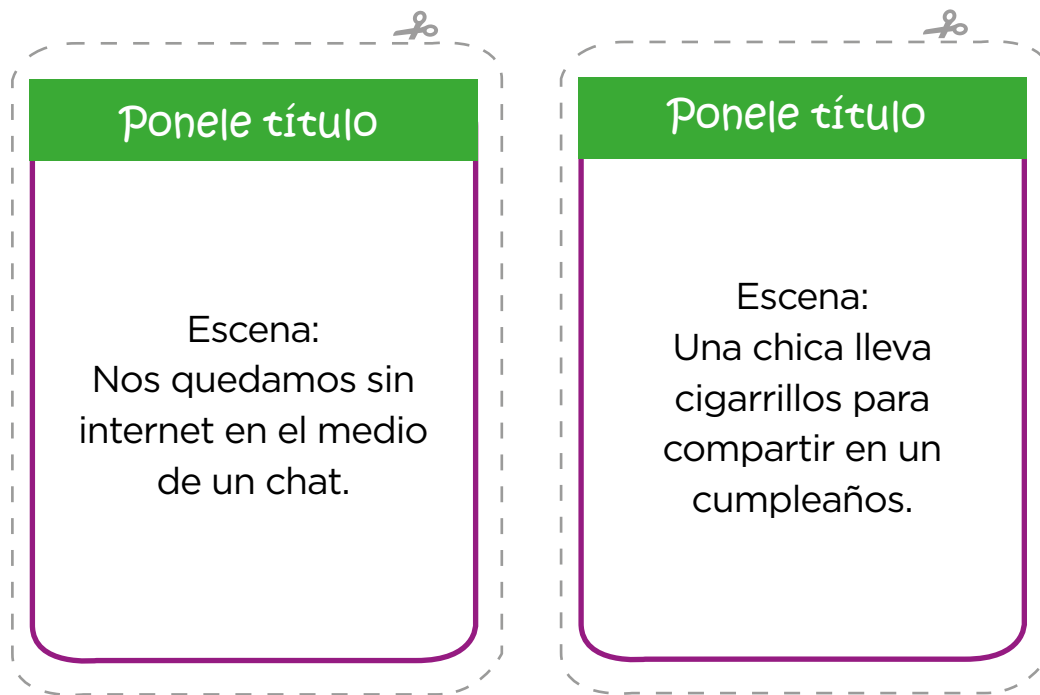 Ponele título
Escena:
Nos quedamos sin
internet en el medio
de un chat.
Ponele título
Escena:
Una chica lleva
cigarrillos para
compartir en un
cumpleaños.